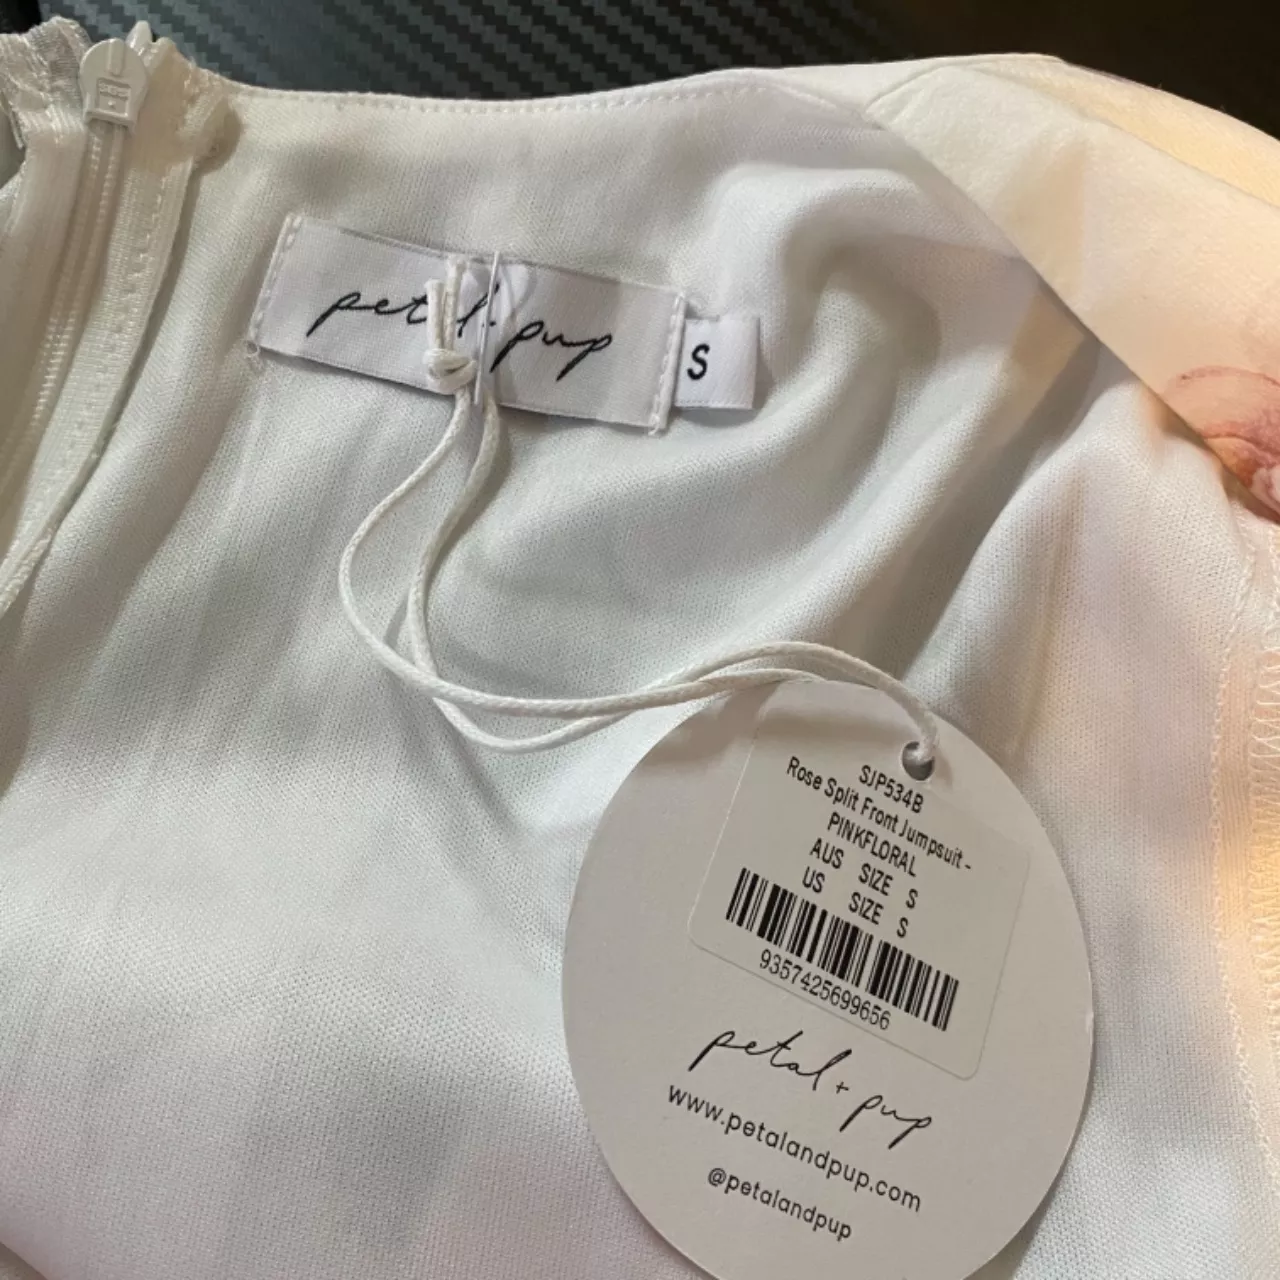 petal + pup
S
SJP534B
Rose Split Front Jumpsuit -
PINKFLORAL
AUS SIZE S
US SIZE S
9357425699656
petal + pup
www.petalandpup.com
@petalandpup